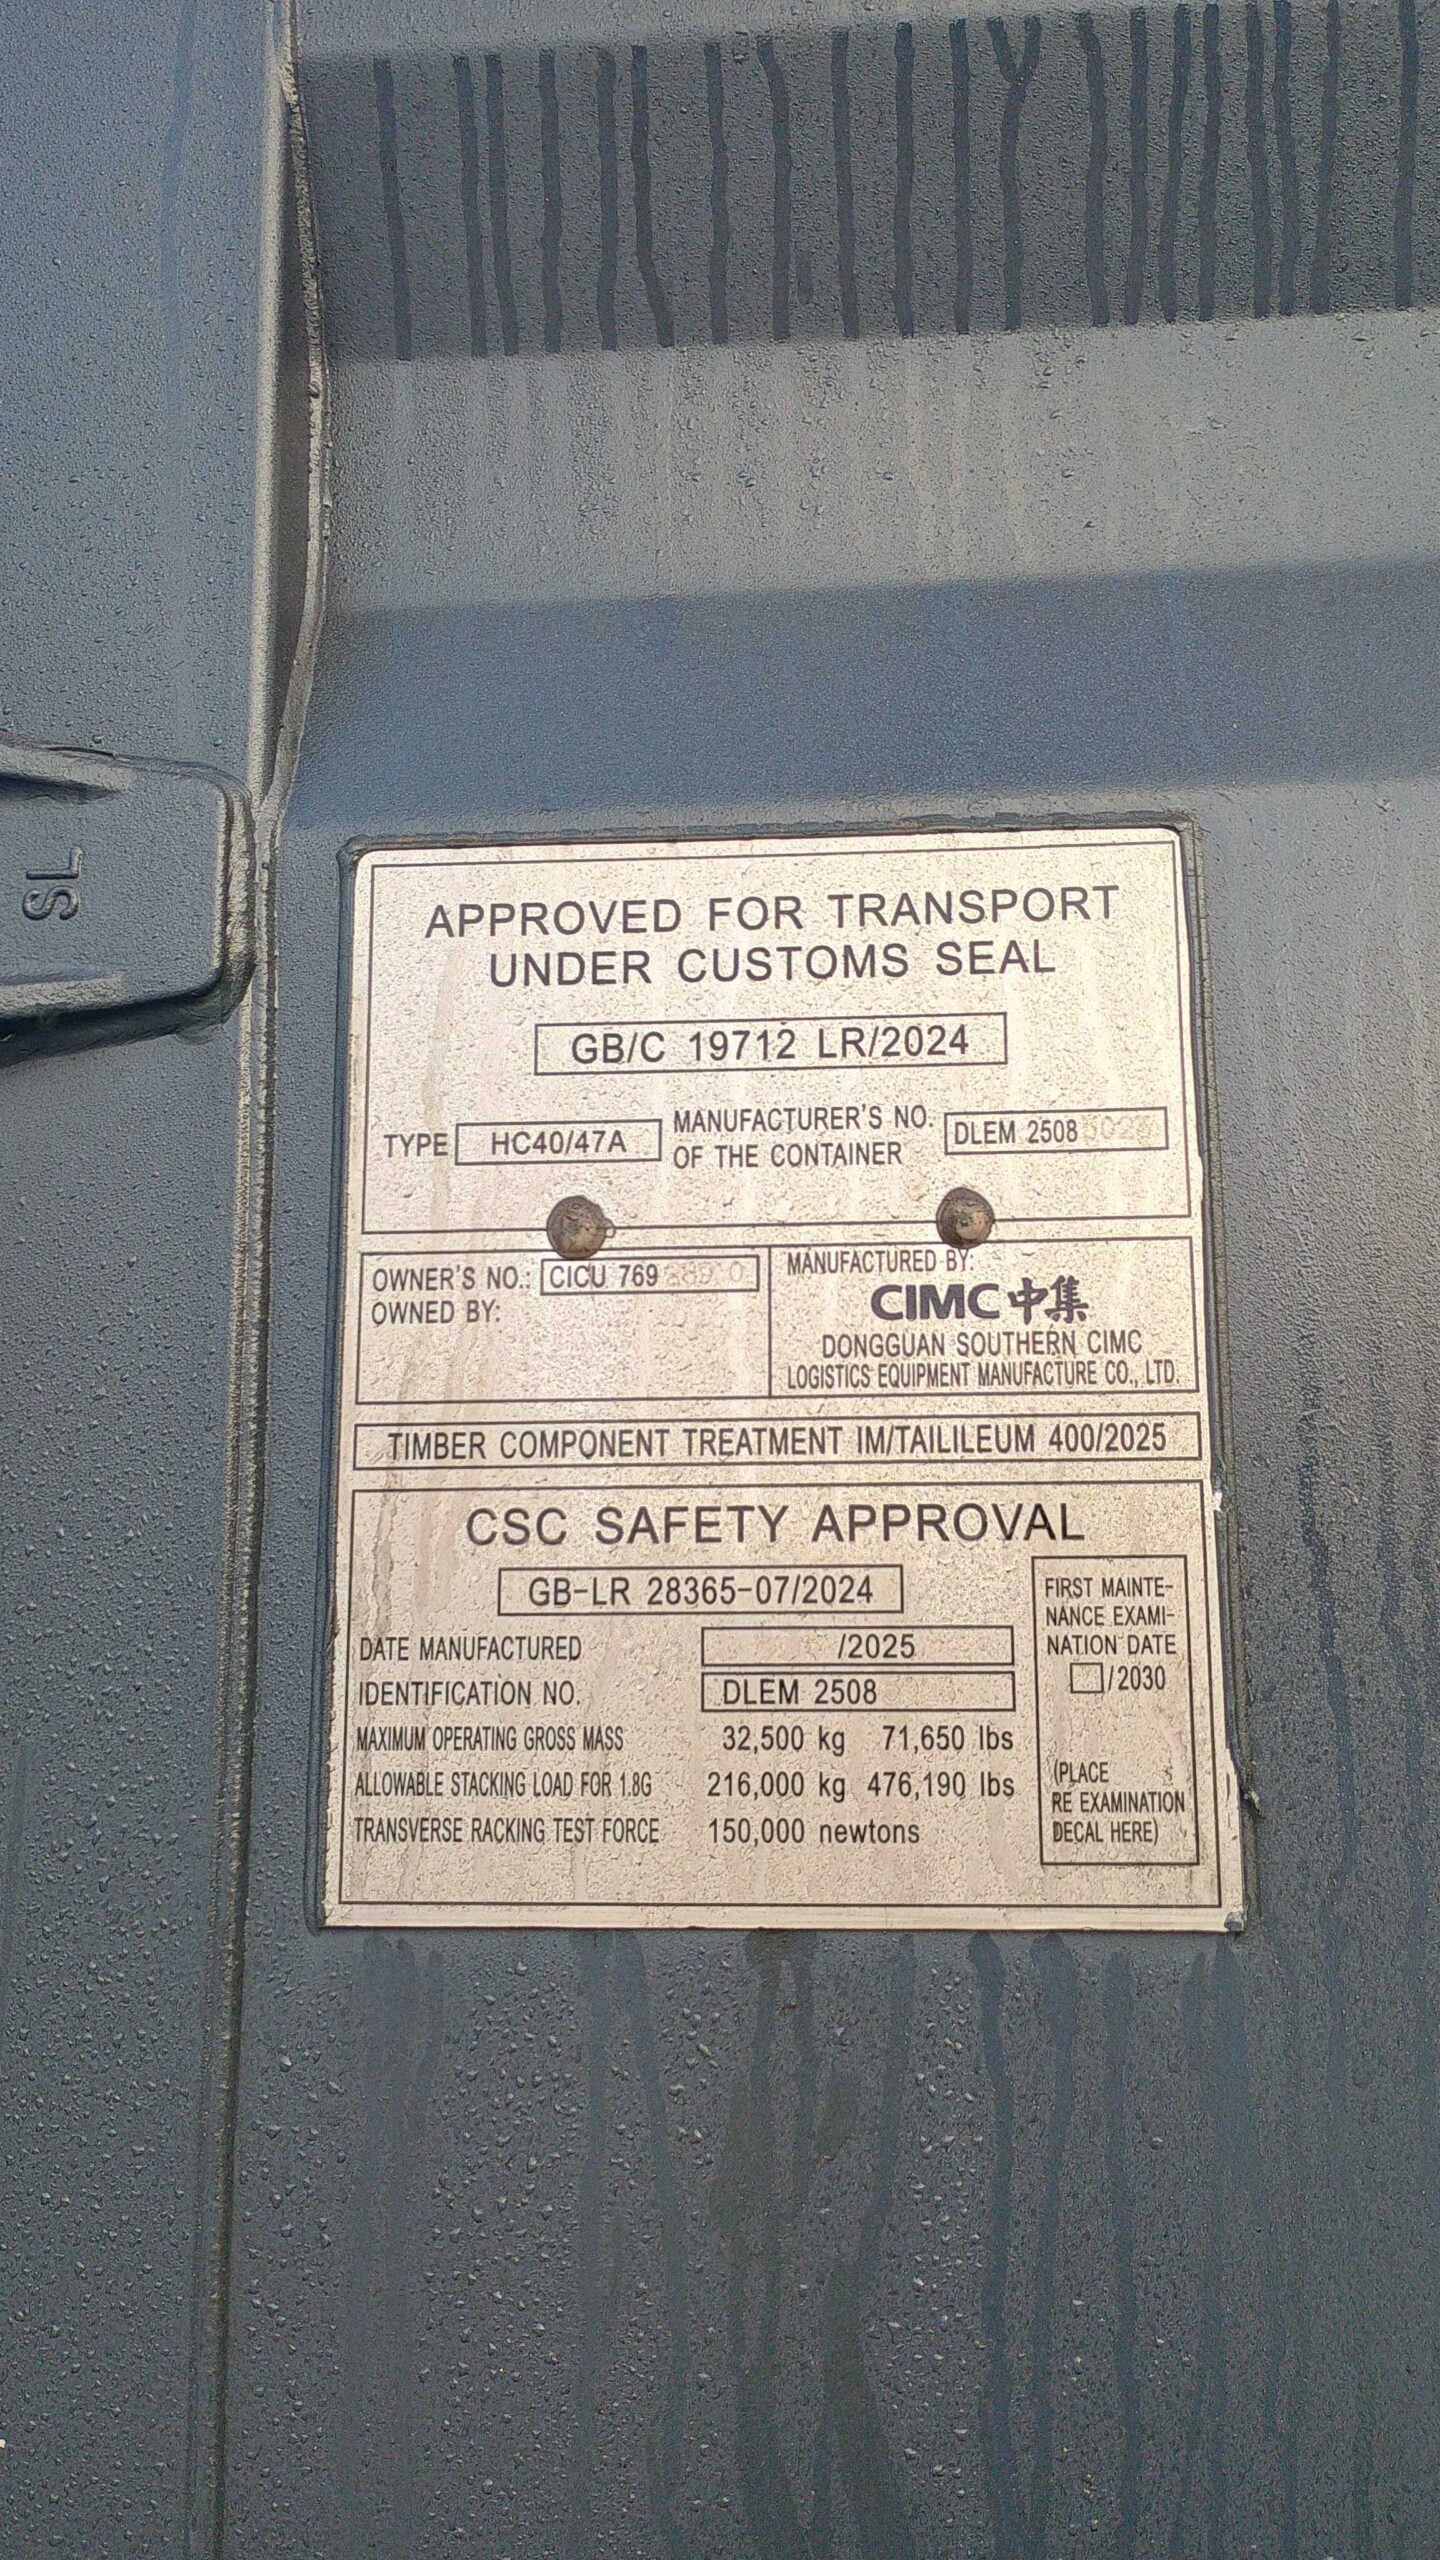 SL
APPROVED FOR TRANSPORT
UNDER CUSTOMS SEAL
GB/C 19712 LR/2024
TYPE HC40/47A MANUFACTURER'S NO. OF THE CONTAINER DLEM 2508
OWNER'S NO.: CICU 769
OWNED BY:
MANUFACTURED BY:
CIMC 中集
DONGGUAN SOUTHERN CIMC
LOGISTICS EQUIPMENT MANUFACTURE CO., LTD.
TIMBER COMPONENT TREATMENT IM/TAILILEUM 400/2025
CSC SAFETY APPROVAL
GB-LR 28365-07/2024
DATE MANUFACTURED /2025
IDENTIFICATION NO. DLEM 2508
MAXIMUM OPERATING GROSS MASS 32,500 kg 71,650 lbs
ALLOWABLE STACKING LOAD FOR 1.8G 216,000 kg 476,190 lbs
TRANSVERSE RACKING TEST FORCE 150,000 newtons
FIRST MAINTE-
NANCE EXAMI-
NATION DATE
/2030
(PLACE
RE EXAMINATION
DECAL HERE)